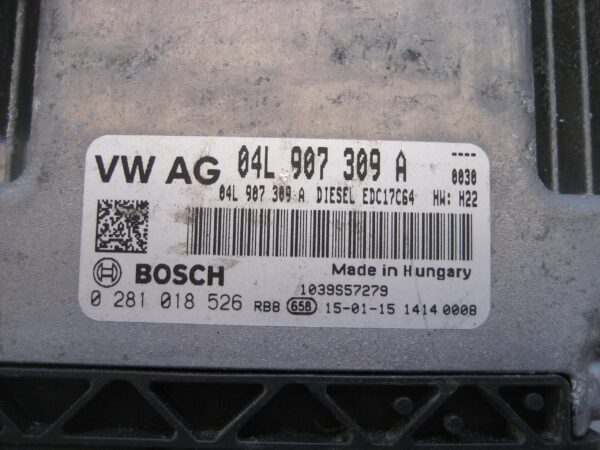 VW AG 04L 907 309 A ----
0030
04L 907 309 A DIESEL EDC17C64 HW: H22
BOSCH
Made in Hungary
1039S57279
0 281 018 526 RB8 65B 15-01-15 1414 0008